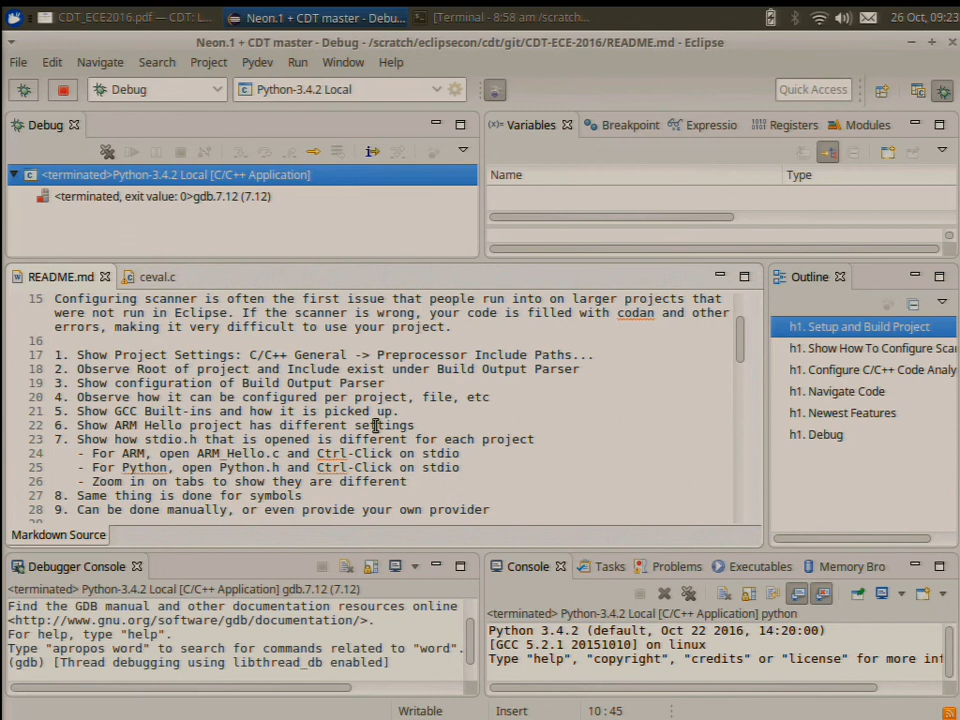 CDT_ECE2016.pdf — CDT: L...
Neon.1 + CDT master - Debu...
[Terminal - 8:58 am /scratch...
26 Oct, 09:23
Neon.1 + CDT master - Debug - /scratch/eclipsecon/cdt/git/CDT-ECE-2016/README.md - Eclipse
File Edit Navigate Search Project Pydev Run Window Help
Debug
Python-3.4.2 Local
Quick Access
Debug
(x)= Variables
Breakpoint
Expressio
Registers
Modules
<terminated>Python-3.4.2 Local [C/C++ Application]
<terminated, exit value: 0>gdb.7.12 (7.12)
Name
Type
README.md
ceval.c
Outline
15 Configuring scanner is often the first issue that people run into on larger projects that
were not run in Eclipse. If the scanner is wrong, your code is filled with codan and other
errors, making it very difficult to use your project.
16
17 1. Show Project Settings: C/C++ General -> Preprocessor Include Paths...
18 2. Observe Root of project and Include exist under Build Output Parser
19 3. Show configuration of Build Output Parser
20 4. Observe how it can be configured per project, file, etc
21 5. Show GCC Built-ins and how it is picked up.
22 6. Show ARM Hello project has different settings
23 7. Show how stdio.h that is opened is different for each project
24 - For ARM, open ARM_Hello.c and Ctrl-Click on stdio
25 - For Python, open Python.h and Ctrl-Click on stdio
26 - Zoom in on tabs to show they are different
27 8. Same thing is done for symbols
28 9. Can be done manually, or even provide your own provider
h1. Setup and Build Project
h1. Show How To Configure Scar
h1. Configure C/C++ Code Analy
h1. Navigate Code
h1. Newest Features
h1. Debug
Markdown Source
Debugger Console
<terminated> Python-3.4.2 Local [C/C++ Application] gdb.7.12 (7.12)
Find the GDB manual and other documentation resources online
<http://www.gnu.org/software/gdb/documentation/>.
For help, type "help".
Type "apropos word" to search for commands related to "word".
(gdb) [Thread debugging using libthread_db enabled]
Console
Tasks
Problems
Executables
Memory Bro
<terminated> Python-3.4.2 Local [C/C++ Application] python
Python 3.4.2 (default, Oct 22 2016, 14:20:00)
[GCC 5.2.1 20151010] on linux
Type "help", "copyright", "credits" or "license" for more inf
Writable
Insert
10:45